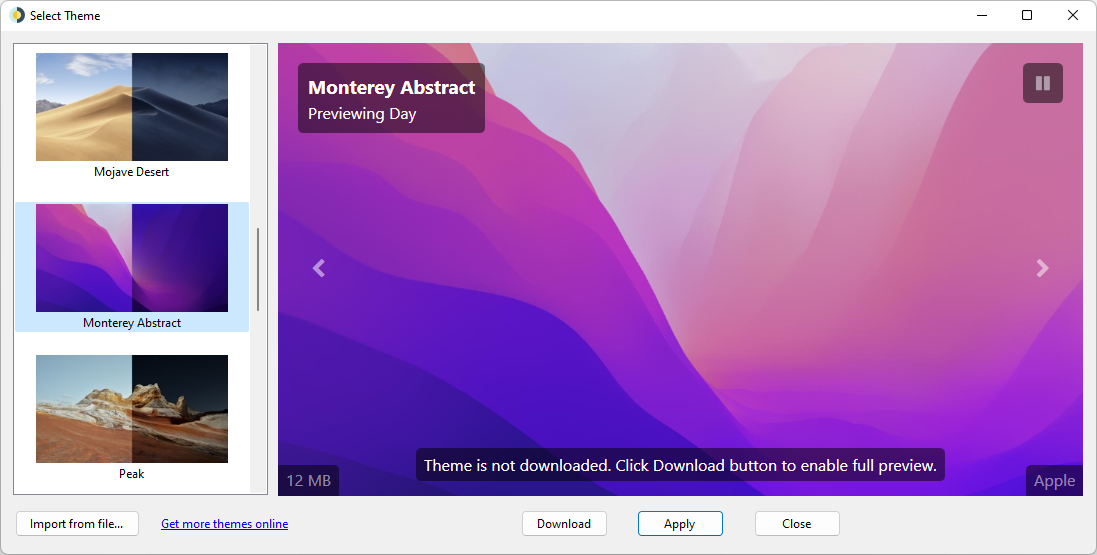 Select Theme
Mojave Desert
Monterey Abstract
Peak
Monterey Abstract
Previewing Day
Theme is not downloaded. Click Download button to enable full preview.
12 MB
Apple
Import from file...
Get more themes online
Download
Apply
Close